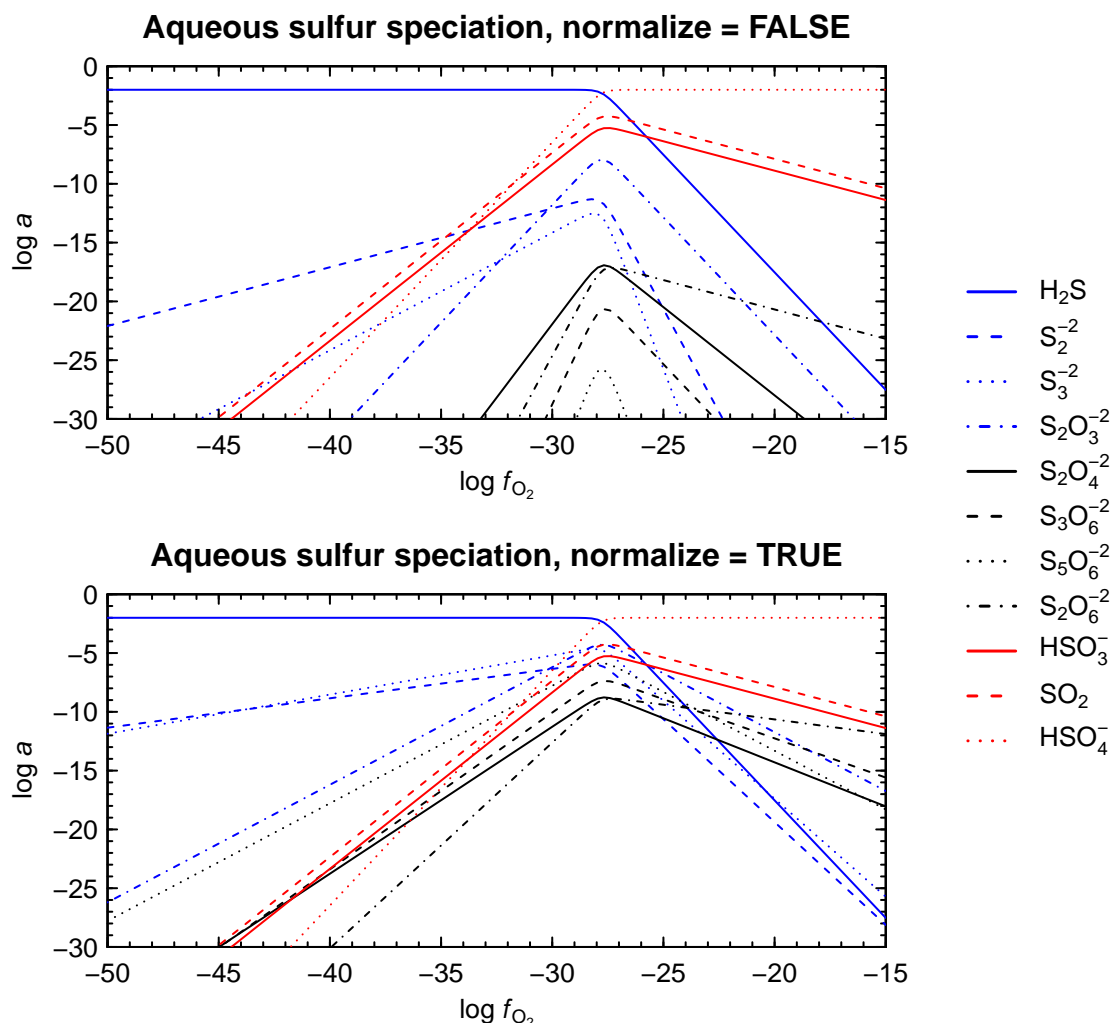 Aqueous sulfur speciation, normalize = FALSE
0
−5
−10
−15
−20
−25
−30
log a
−50 −45 −40 −35 −30 −25 −20 −15
log fO2
H2S
S2−2
S3−2
S2O3−2
S2O4−2
S3O6−2
S5O6−2
S2O6−2
HSO3−
SO2
HSO4−
Aqueous sulfur speciation, normalize = TRUE
0
−5
−10
−15
−20
−25
−30
log a
−50 −45 −40 −35 −30 −25 −20 −15
log fO2